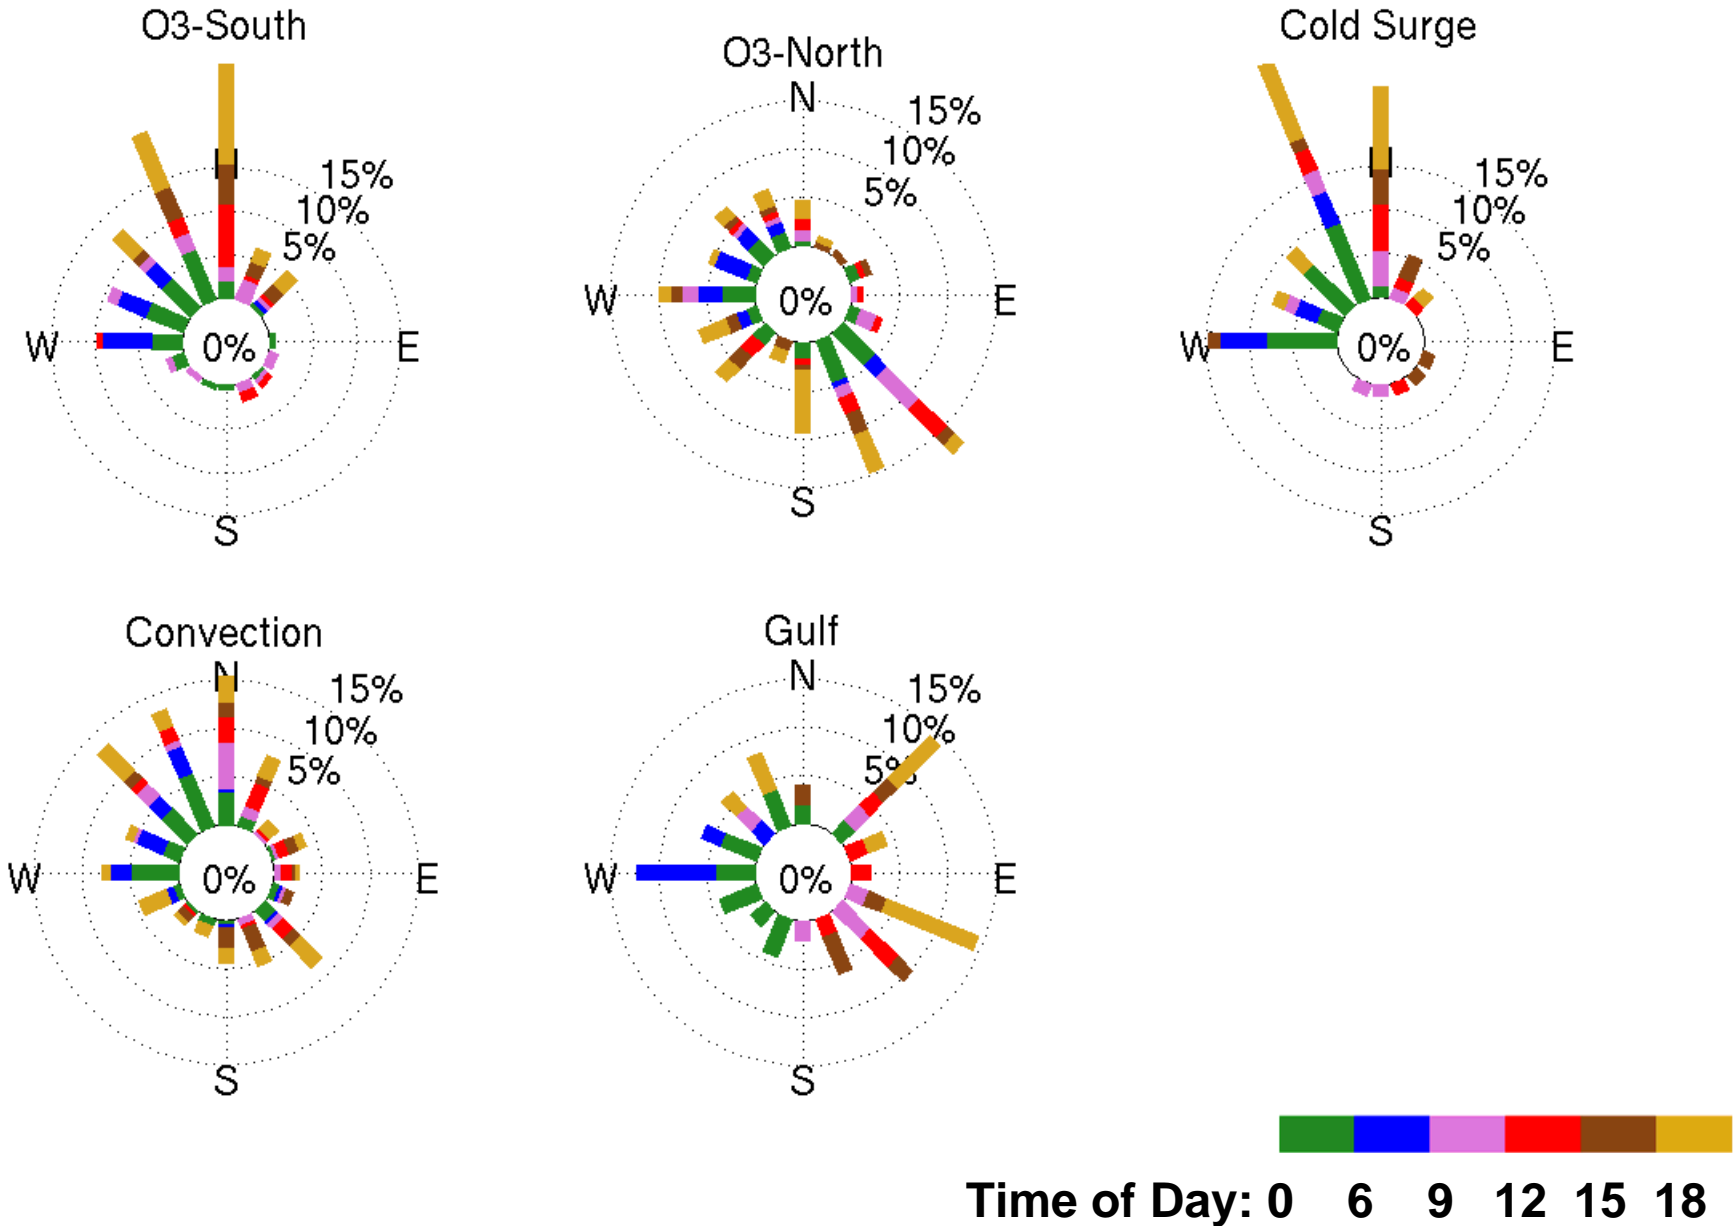 O3-South
N
15%
10%
5%
W
0%
E
S
O3-North
N
15%
10%
5%
W
0%
E
S
Cold Surge
N
15%
10%
5%
W
0%
E
S
Convection
N
15%
10%
5%
W
0%
E
S
Gulf
N
15%
10%
5%
W
0%
E
S
Time of Day: 0 6 9 12 15 18